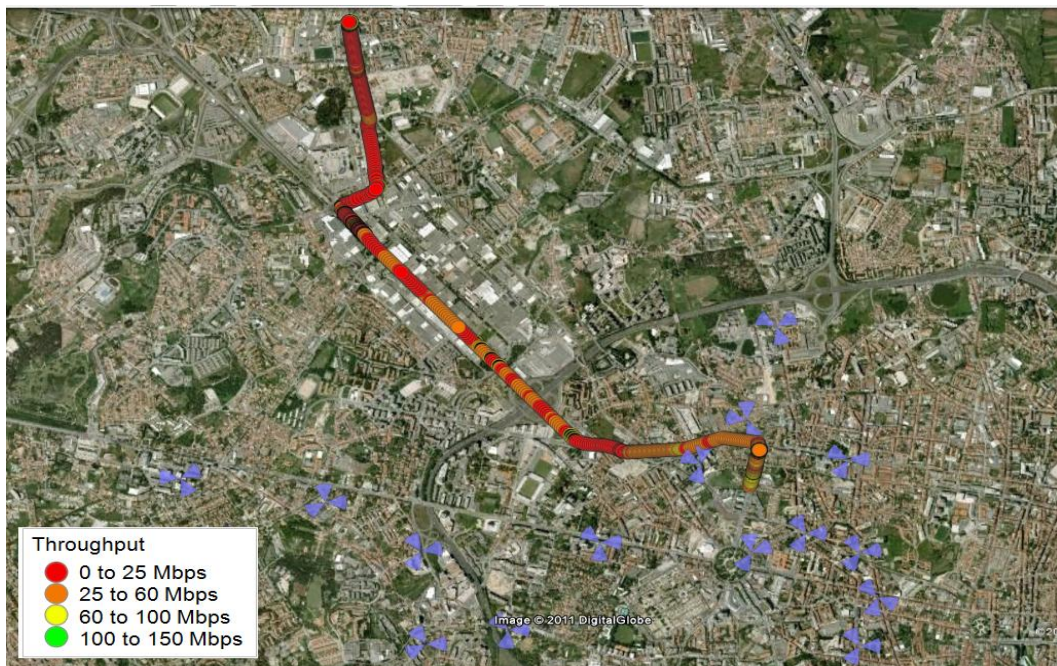 Image © 2011 DigitalGlobe
Throughput
0 to 25 Mbps
25 to 60 Mbps
60 to 100 Mbps
100 to 150 Mbps